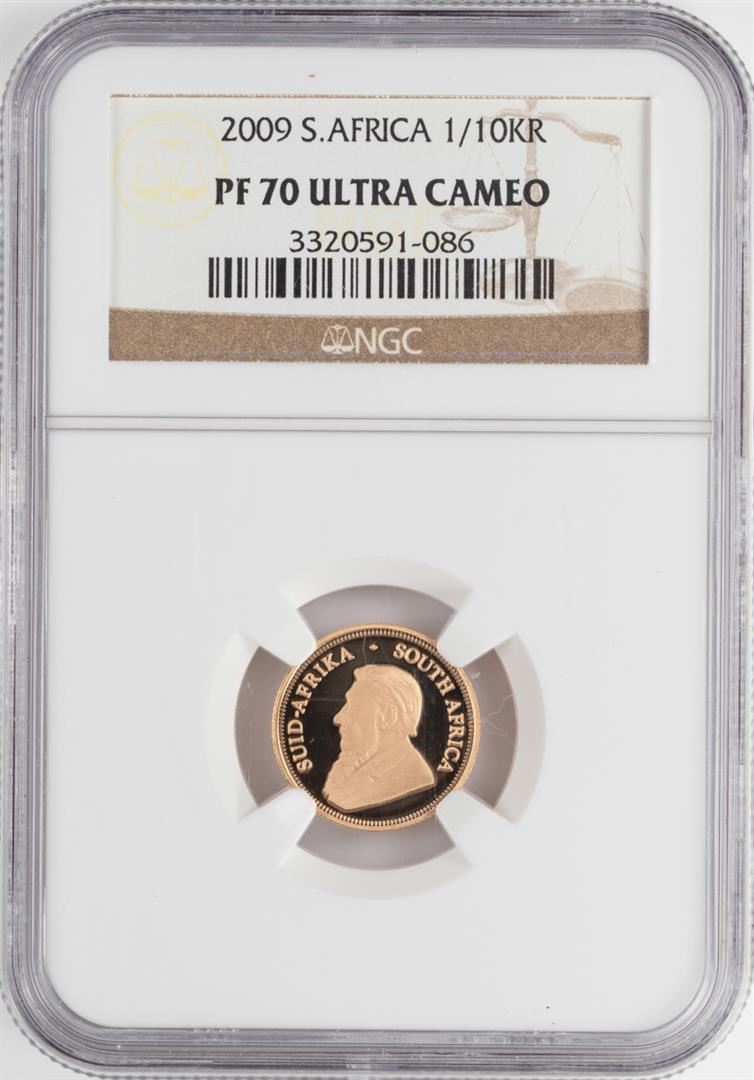 2009 S.AFRICA 1/10KR
PF 70 ULTRA CAMEO
3320591-086
NGC
SUID-AFRIKA • SOUTH AFRICA